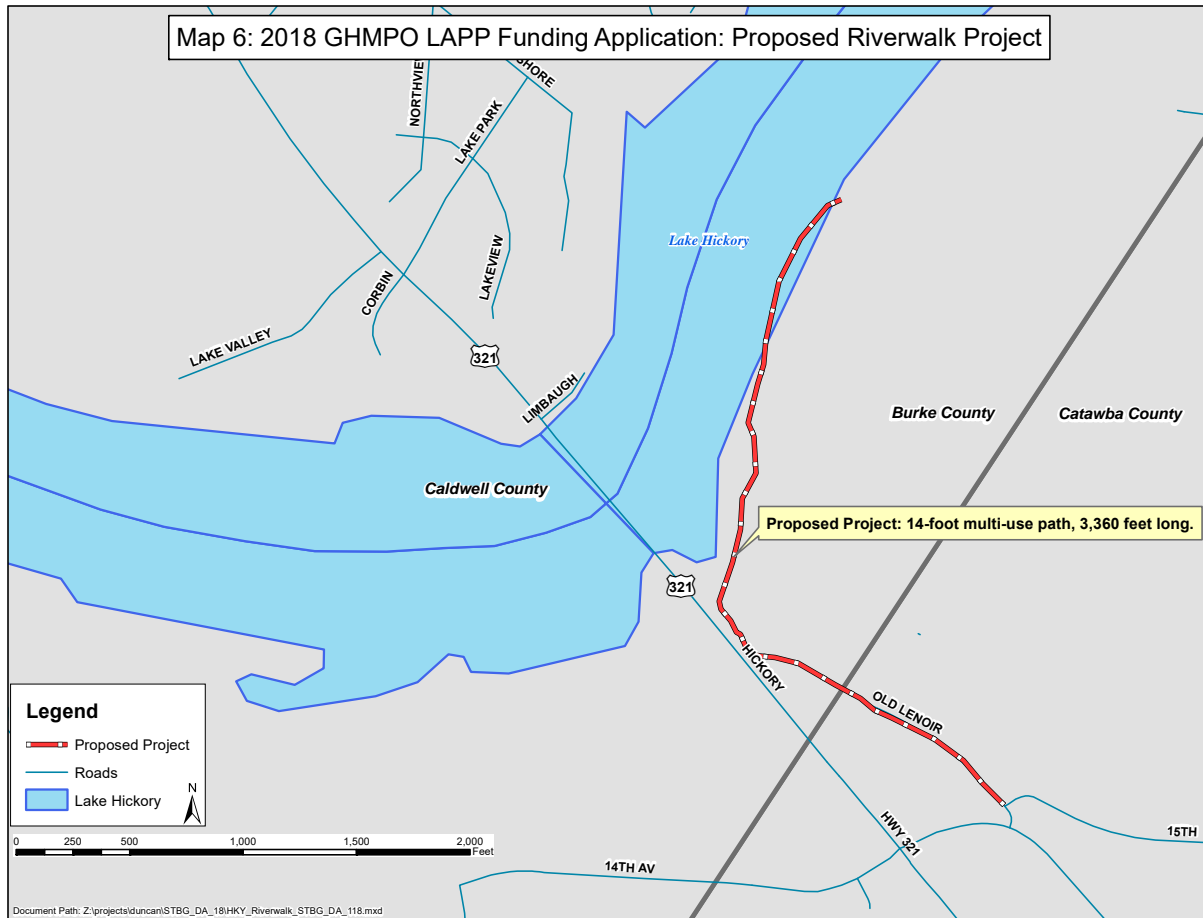 Map 6: 2018 GHMPO LAPP Funding Application: Proposed Riverwalk Project
NORTHVIEW
SHORE
LAKE PARK
LAKEVIEW
CORBIN
LAKE VALLEY
321
LIMBAUGH
Lake Hickory
Burke County
Catawba County
Caldwell County
Proposed Project: 14-foot multi-use path, 3,360 feet long.
321
HICKORY
OLD LENOIR
HWY 321
15TH
14TH AV
Legend
Proposed Project
Roads
Lake Hickory
N
0 250 500 1,000 1,500 2,000
Feet
Document Path: Z:\projects\duncan\STBG_DA_18\HKY_Riverwalk_STBG_DA_118.mxd